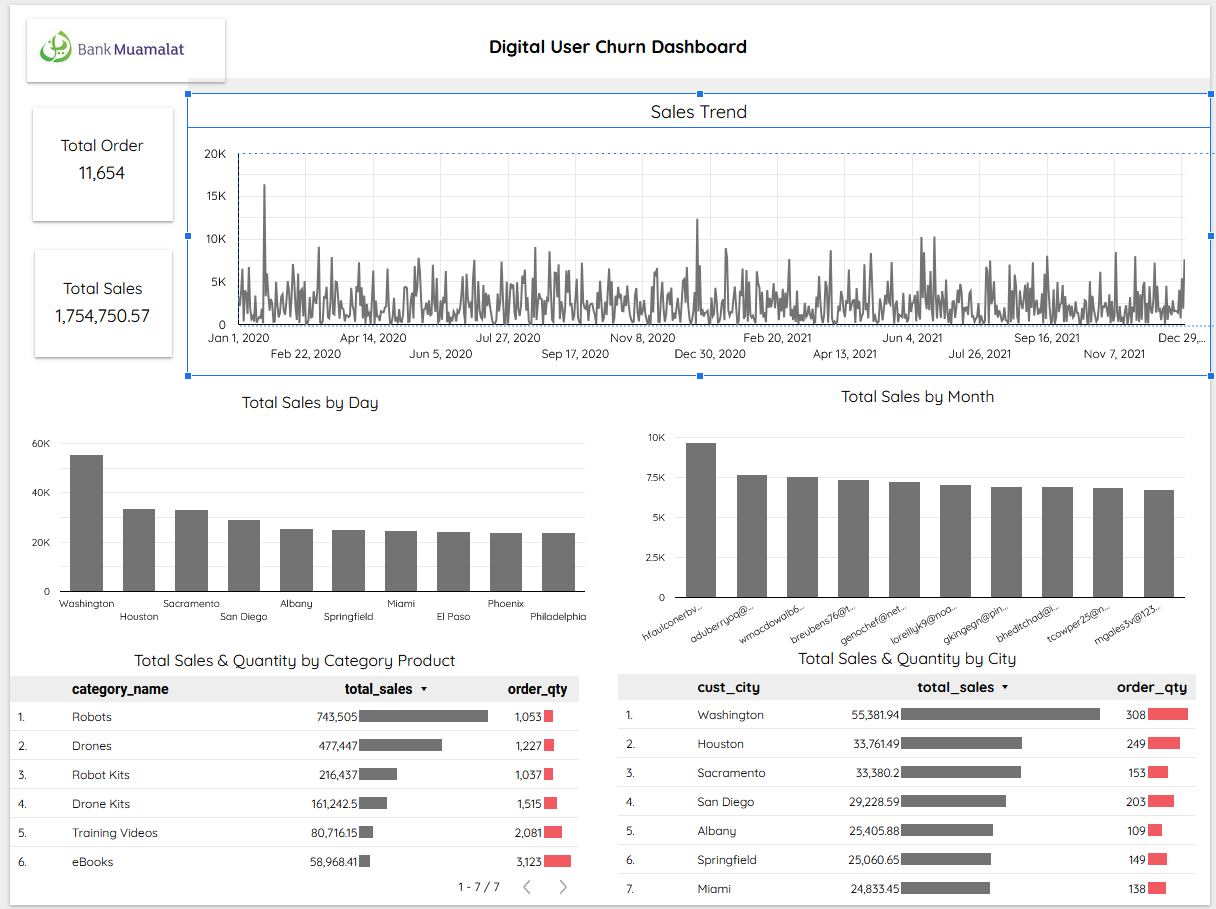 Bank Muamalat
Digital User Churn Dashboard
Total Order
11,654
Total Sales
1,754,750.57
Sales Trend
20K
15K
10K
5K
0
Jan 1, 2020
Feb 22, 2020
Apr 14, 2020
Jun 5, 2020
Jul 27, 2020
Sep 17, 2020
Nov 8, 2020
Dec 30, 2020
Feb 20, 2021
Apr 13, 2021
Jun 4, 2021
Jul 26, 2021
Sep 16, 2021
Nov 7, 2021
Dec 29,...
Total Sales by Day
60K
40K
20K
0
Washington
Houston
Sacramento
San Diego
Albany
Springfield
Miami
El Paso
Phoenix
Philadelphia
Total Sales by Month
10K
7.5K
5K
2.5K
0
hfaulconerbv...
aduberryoq@...
wmacdowalb6...
breubens76@t...
genochef@net...
loreillyk9@noa...
gkingegn@pin...
bheditchad@i...
tcowper25@n...
mgales3v@123...
Total Sales & Quantity by Category Product
category_name total_sales order_qty
1. Robots 743,505 1,053
2. Drones 477,447 1,227
3. Robot Kits 216,437 1,037
4. Drone Kits 161,242.5 1,515
5. Training Videos 80,716.15 2,081
6. eBooks 58,968.41 3,123
1 - 7 / 7
Total Sales & Quantity by City
cust_city total_sales order_qty
1. Washington 55,381.94 308
2. Houston 33,761.49 249
3. Sacramento 33,380.2 153
4. San Diego 29,228.59 203
5. Albany 25,405.88 109
6. Springfield 25,060.65 149
7. Miami 24,833.45 138